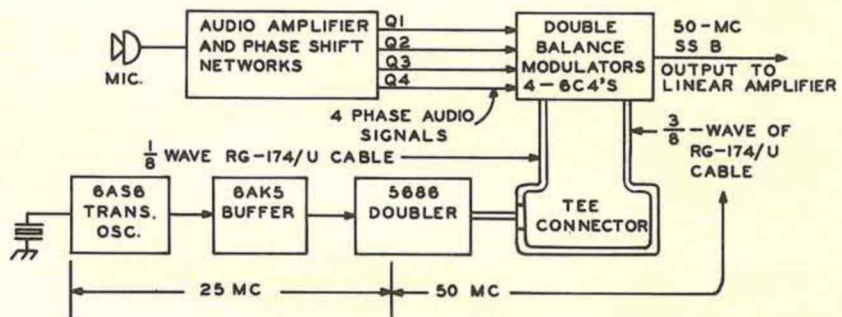 MIC.
AUDIO AMPLIFIER
AND PHASE SHIFT
NETWORKS
Q1
Q2
Q3
Q4
DOUBLE
BALANCE
MODULATORS
4-6C4'S
50-MC
SS B
OUTPUT TO
LINEAR AMPLIFIER
4 PHASE AUDIO
SIGNALS
1/8 WAVE RG-174/U CABLE
3/8 -WAVE OF
RG-174/U
CABLE
6AS6
TRANS.
OSC.
6AK5
BUFFER
5686
DOUBLER
TEE
CONNECTOR
25 MC
50 MC